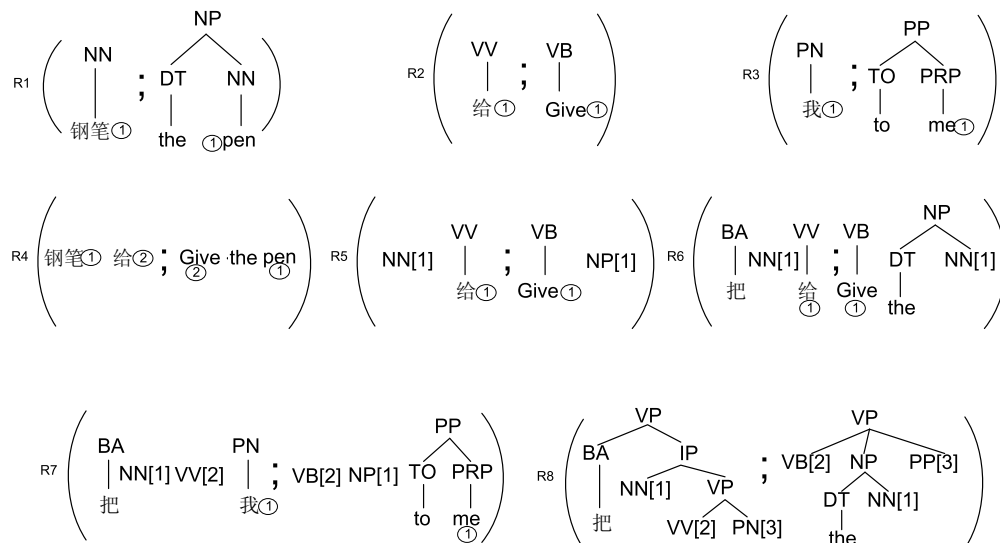 NP
NN DT NN
R1 ( ; )
钢笔① the ①pen
VV VB
R2 ( ; )
给① Give①
PP
PN TO PRP
R3 ( ; )
我① to me①
R4 ( 钢笔① 给② ; Give the pen )
② ①
VV VB
R5 ( NN[1] ; NP[1] )
给① Give①
NP
BA VV VB DT NN[1]
R6 ( NN[1] ; )
把 给 Give the
① ①
PP
BA PN TO PRP
R7 ( NN[1] VV[2] ; VB[2] NP[1] )
把 我① to me
①
VP VP
BA IP VB[2] NP PP[3]
R8 ( ; )
NN[1] VP DT NN[1]
把 VV[2] PN[3] the